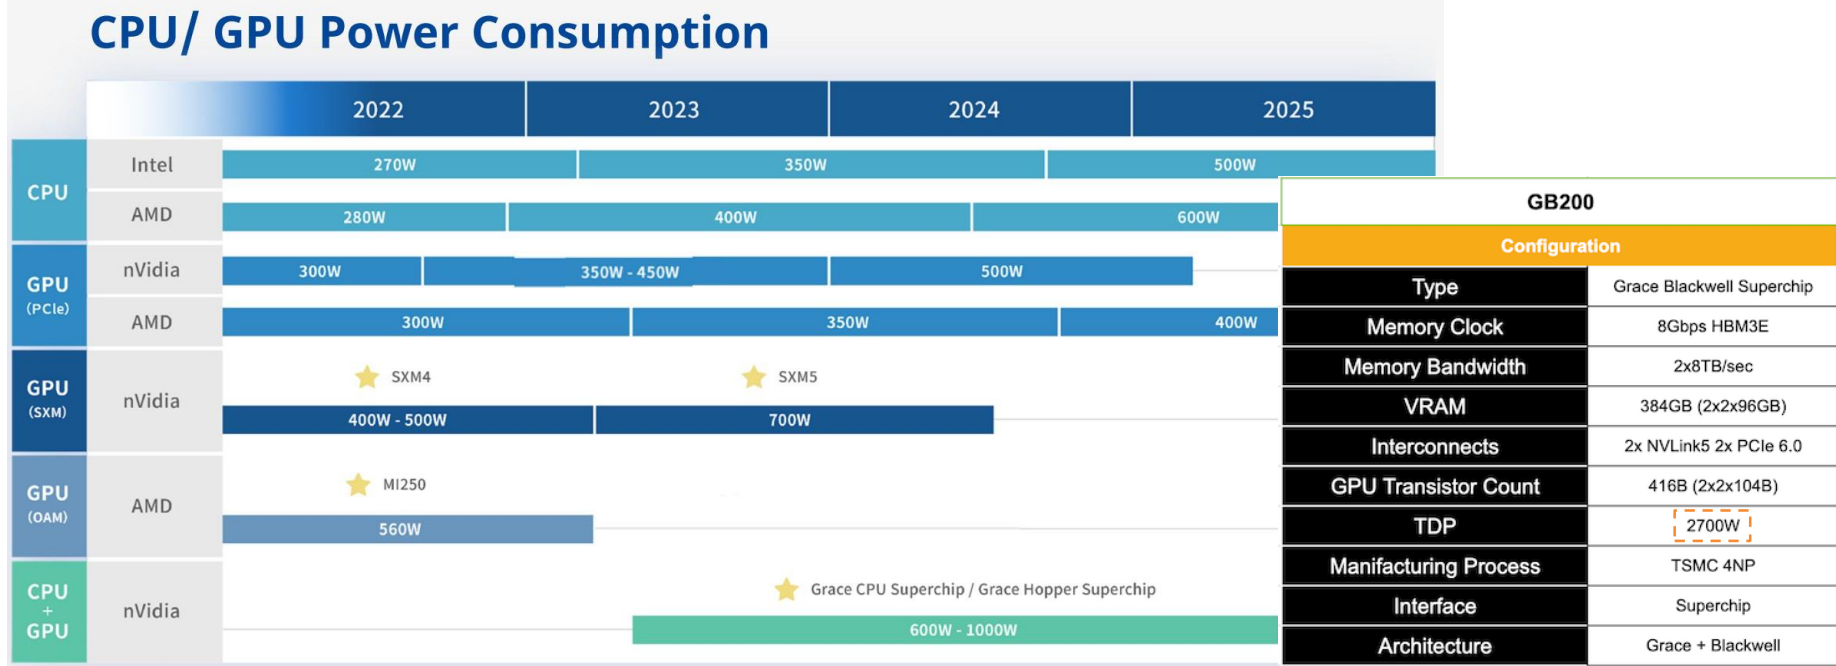 CPU/ GPU Power Consumption
2022 2023 2024 2025
CPU
Intel 270W 350W 500W
AMD 280W 400W 600W
GPU
(PCIe)
nVidia 300W 350W - 450W 500W
AMD 300W 350W 400W
GPU
(SXM)
nVidia
SXM4 SXM5
400W - 500W 700W
GPU
(OAM)
AMD
MI250
560W
CPU
+
GPU
nVidia
Grace CPU Superchip / Grace Hopper Superchip
600W - 1000W
GB200
Configuration
Type Grace Blackwell Superchip
Memory Clock 8Gbps HBM3E
Memory Bandwidth 2x8TB/sec
VRAM 384GB (2x2x96GB)
Interconnects 2x NVLink5 2x PCIe 6.0
GPU Transistor Count 416B (2x2x104B)
TDP 2700W
Manifacturing Process TSMC 4NP
Interface Superchip
Architecture Grace + Blackwell